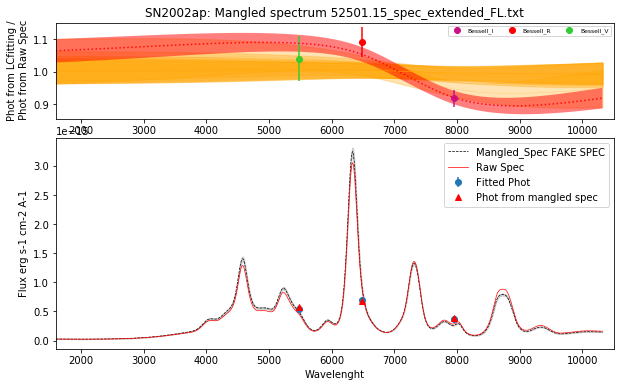 SN2002ap: Mangled spectrum 52501.15_spec_extended_FL.txt
Phot from LCfitting /
Phot from Raw Spec
1.1
1.0
0.9
Bessell_I Bessell_R Bessell_V
2000 3000 4000 5000 6000 7000 8000 9000 10000
Flux erg s-1 cm-2 A-1
3.0
2.5
2.0
1.5
1.0
0.5
0.0
Mangled_Spec FAKE SPEC
Raw Spec
Fitted Phot
Phot from mangled spec
2000 3000 4000 5000 6000 7000 8000 9000 10000
Wavelenght